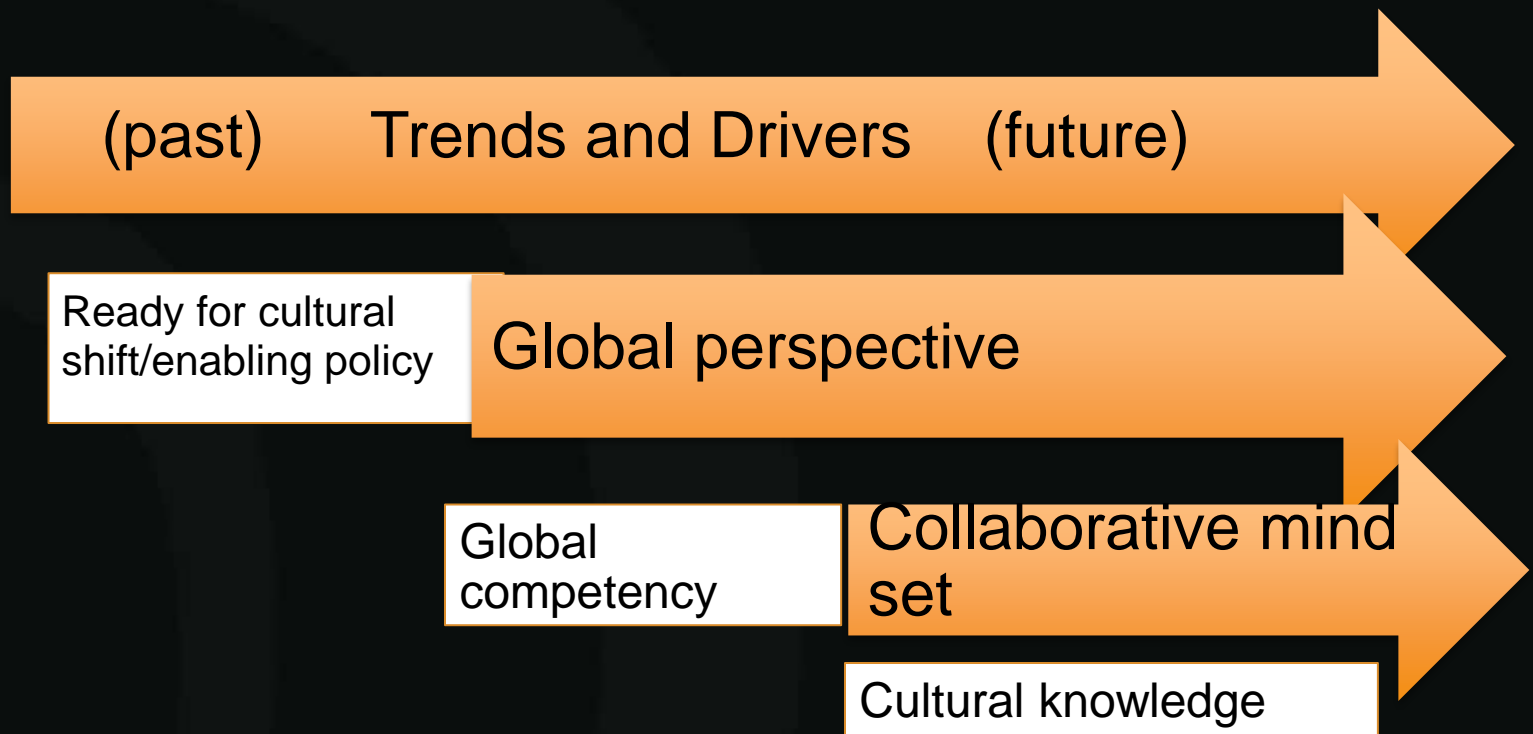 (past) Trends and Drivers (future)
Ready for cultural
shift/enabling policy
Global perspective
Global
competency
Collaborative mind
set
Cultural knowledge